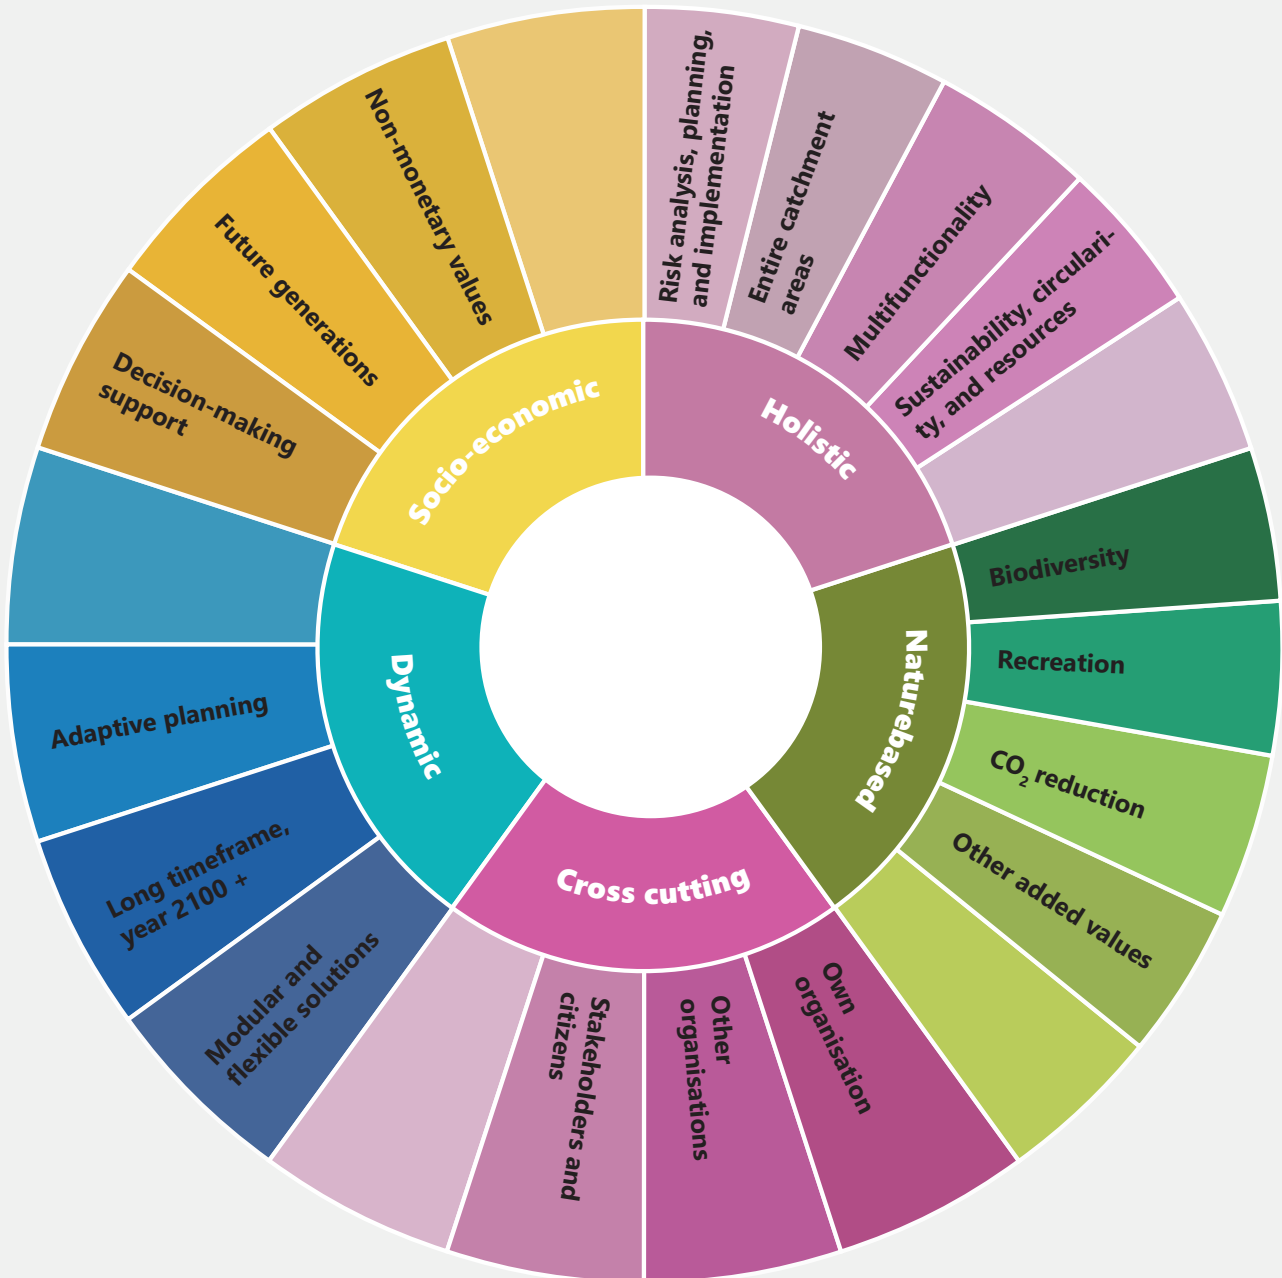 Holistic
Risk analysis, planning,
and implementation
Entire catchment
areas
Multifunctionality
Sustainability, circulari-
ty, and resources
Naturebased
Biodiversity
Recreation
CO₂ reduction
Other added values
Cross cutting
Own
organisation
Other
organisations
Stakeholders and
citizens
Dynamic
Modular and
flexible solutions
Long timeframe,
year 2100 +
Adaptive planning
Socio-economic
Decision-making
support
Future generations
Non-monetary values